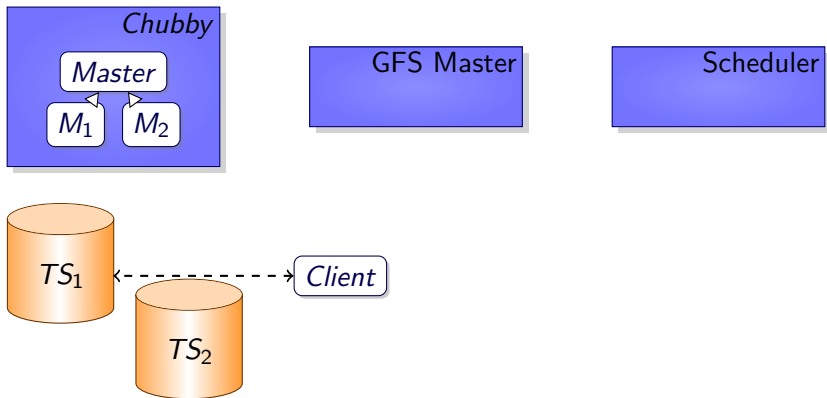 Chubby
Master
M₁ M₂
GFS Master
Scheduler
TS₁
Client
TS₂